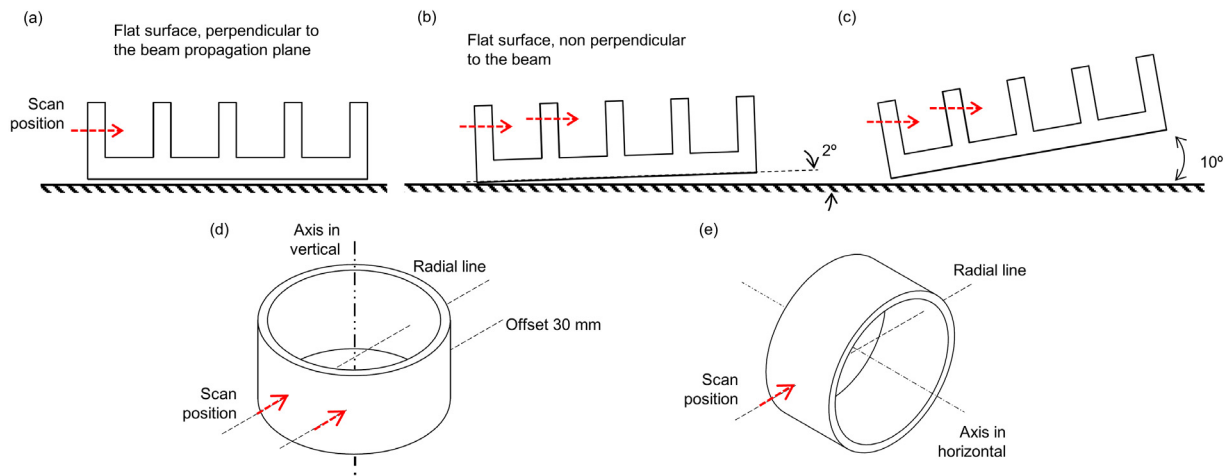 (a)
Flat surface, perpendicular to
the beam propagation plane
Scan
position
(b)
Flat surface, non perpendicular
to the beam
2º
(c)
10º
(d)
Axis in
vertical
Radial line
Offset 30 mm
Scan
position
(e)
Radial line
Scan
position
Axis in
horizontal